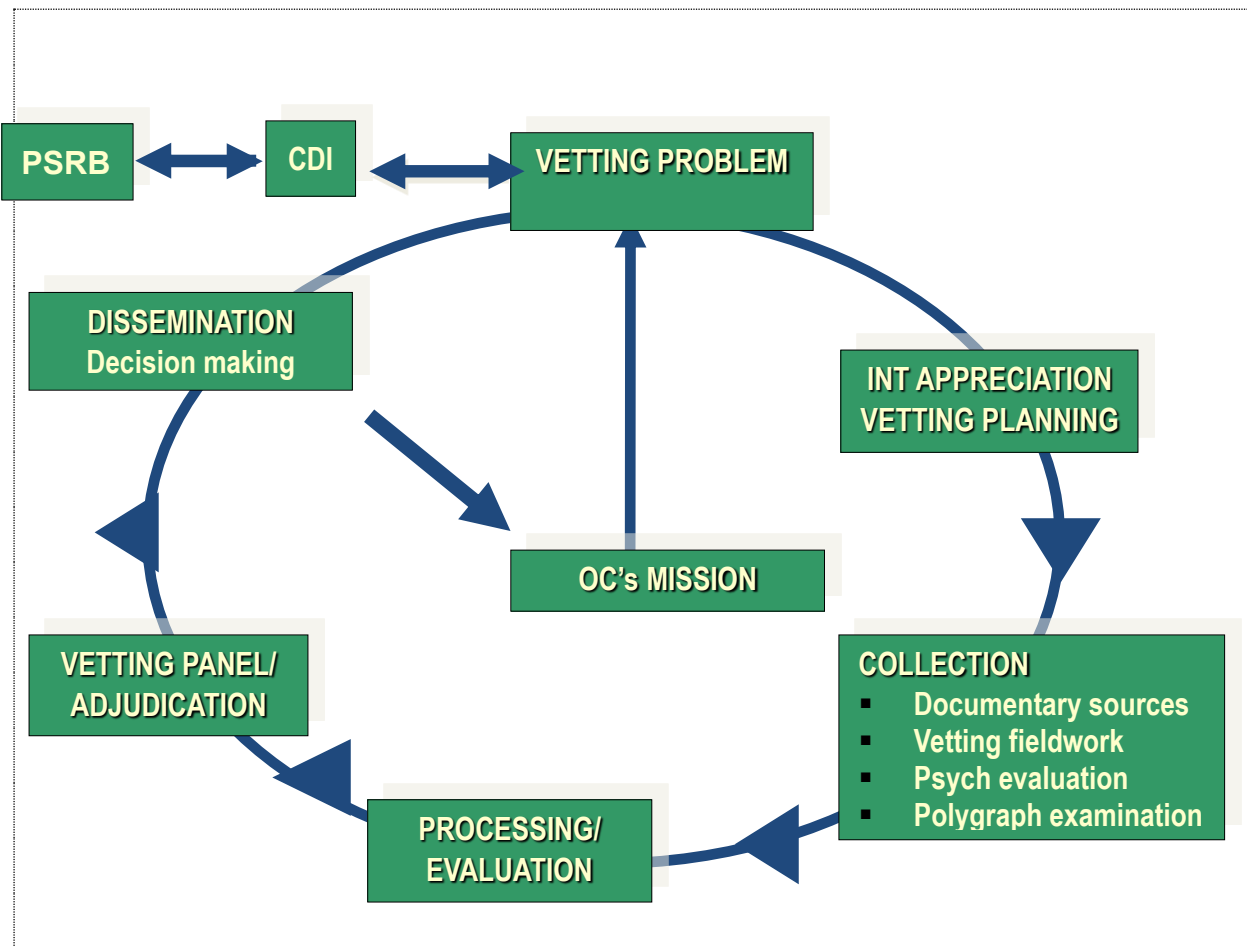 PSRB
CDI
VETTING PROBLEM
DISSEMINATION
Decision making
INT APPRECIATION
VETTING PLANNING
OC's MISSION
VETTING PANEL/
ADJUDICATION
COLLECTION
▪ Documentary sources
▪ Vetting fieldwork
▪ Psych evaluation
▪ Polygraph examination
PROCESSING/
EVALUATION